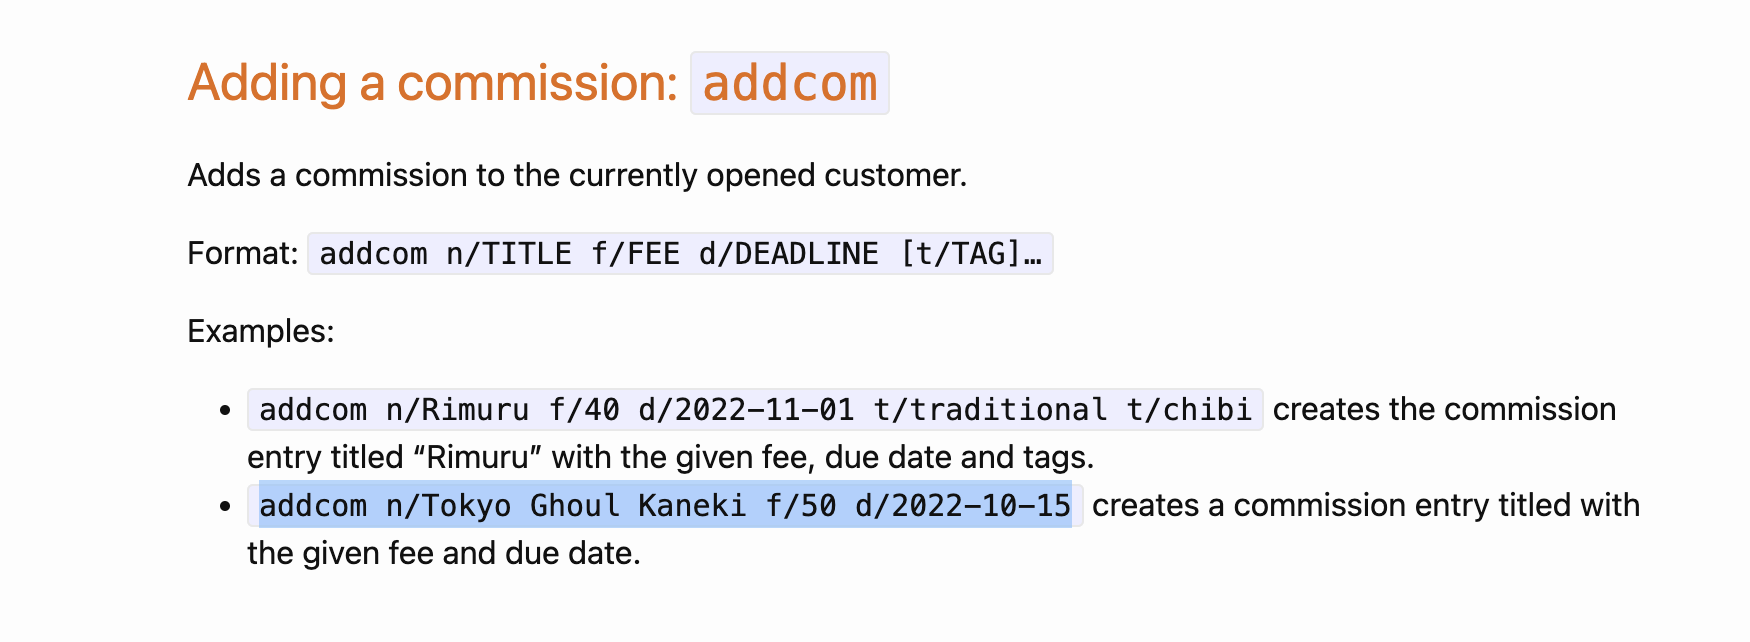 Adding a commission: addcom
Adds a commission to the currently opened customer.
Format: addcom n/TITLE f/FEE d/DEADLINE [t/TAG]…
Examples:
• addcom n/Rimuru f/40 d/2022-11-01 t/traditional t/chibi creates the commission
entry titled “Rimuru” with the given fee, due date and tags.
• addcom n/Tokyo Ghoul Kaneki f/50 d/2022-10-15 creates a commission entry titled with
the given fee and due date.